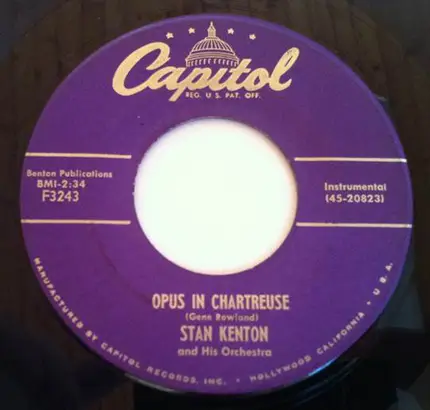 Capitol
REG. U. S. PAT. OFF.
Benton Publications
BMI-2:34
F3243
Instrumental
(45-20823)
OPUS IN CHARTREUSE
(Gene Rowland)
STAN KENTON
and His Orchestra
MANUFACTURED BY CAPITOL RECORDS, INC. • HOLLYWOOD CALIFORNIA • U.S.A.